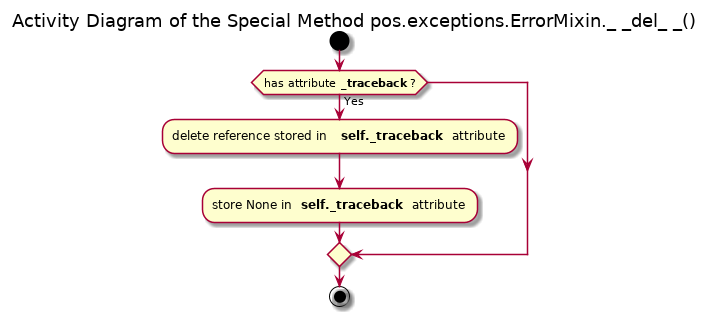 Activity Diagram of the Special Method pos.exceptions.ErrorMixin._ _del_ _()
has attribute _traceback ?
Yes
delete reference stored in self._traceback attribute
store None in self._traceback attribute